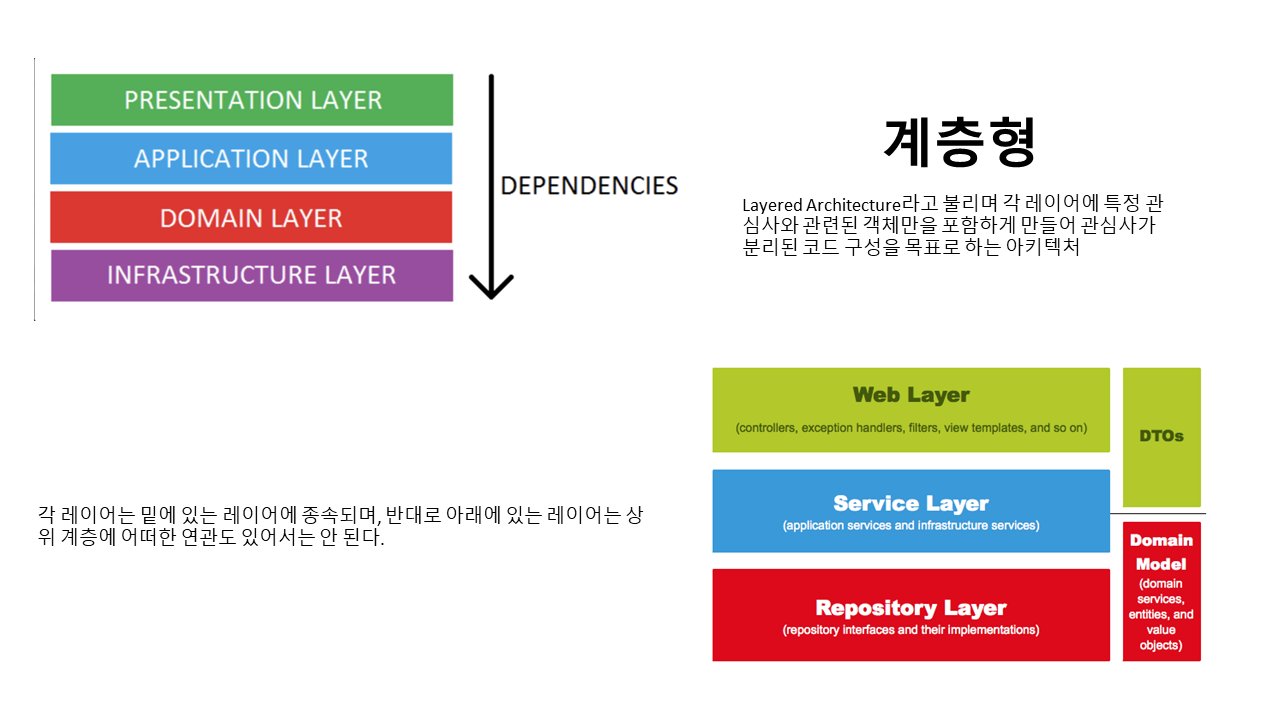 PRESENTATION LAYER
APPLICATION LAYER
DOMAIN LAYER
INFRASTRUCTURE LAYER
DEPENDENCIES
계층형
Layered Architecture라고 불리며 각 레이어에 특정 관
심사와 관련된 객체만을 포함하게 만들어 관심사가
분리된 코드 구성을 목표로 하는 아키텍처
각 레이어는 밑에 있는 레이어에 종속되며, 반대로 아래에 있는 레이어는 상
위 계층에 어떠한 연관도 있어서는 안 된다.
Web Layer
(controllers, exception handlers, filters, view templates, and so on)
Service Layer
(application services and infrastructure services)
Repository Layer
(repository interfaces and their implementations)
DTOs
Domain
Model
(domain
services,
entities, and
value
objects)